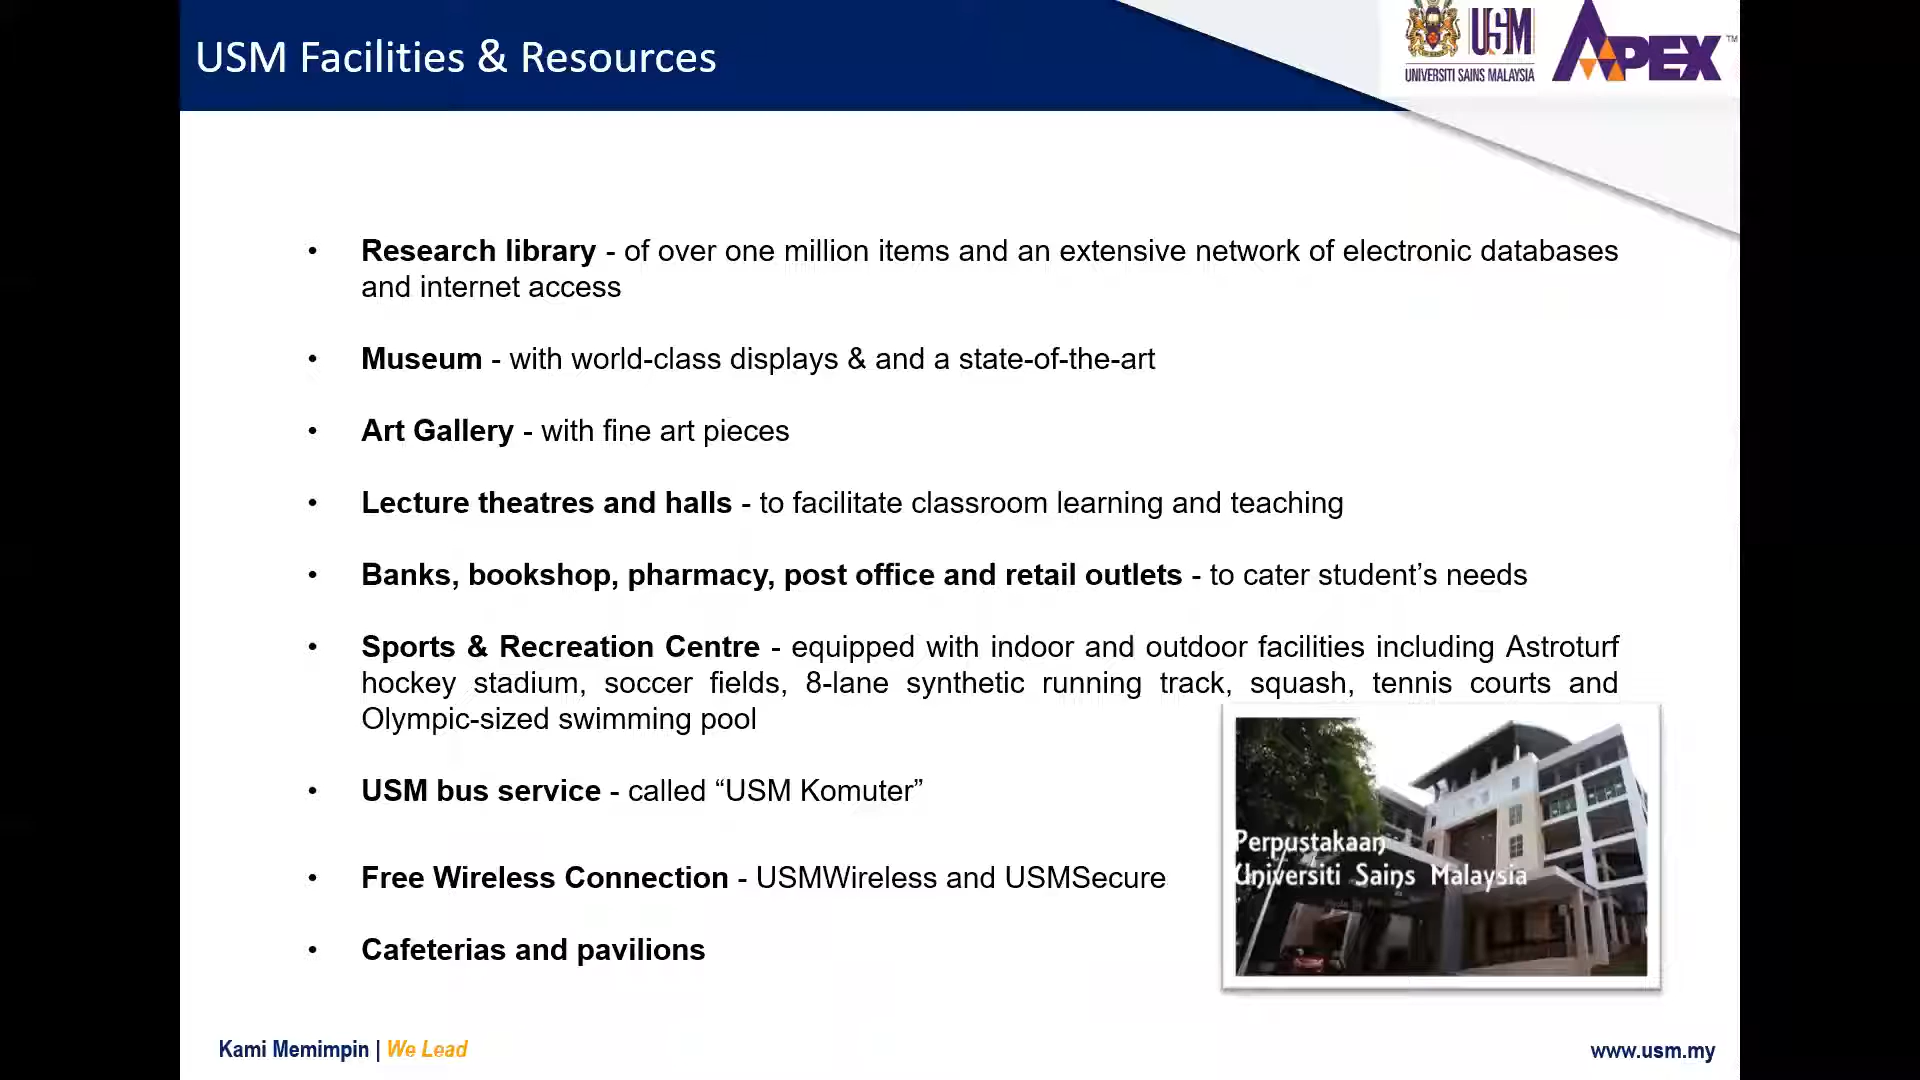 USM Facilities & Resources
USM
UNIVERSITI SAINS MALAYSIA
APEX™
• Research library - of over one million items and an extensive network of electronic databases
and internet access
• Museum - with world-class displays & and a state-of-the-art
• Art Gallery - with fine art pieces
• Lecture theatres and halls - to facilitate classroom learning and teaching
• Banks, bookshop, pharmacy, post office and retail outlets - to cater student’s needs
• Sports & Recreation Centre - equipped with indoor and outdoor facilities including Astroturf
hockey stadium, soccer fields, 8-lane synthetic running track, squash, tennis courts and
Olympic-sized swimming pool
• USM bus service - called “USM Komuter”
• Free Wireless Connection - USMWireless and USMSecure
• Cafeterias and pavilions
Perpustakaan
Universiti Sains Malaysia
Kami Memimpin | We Lead
www.usm.my